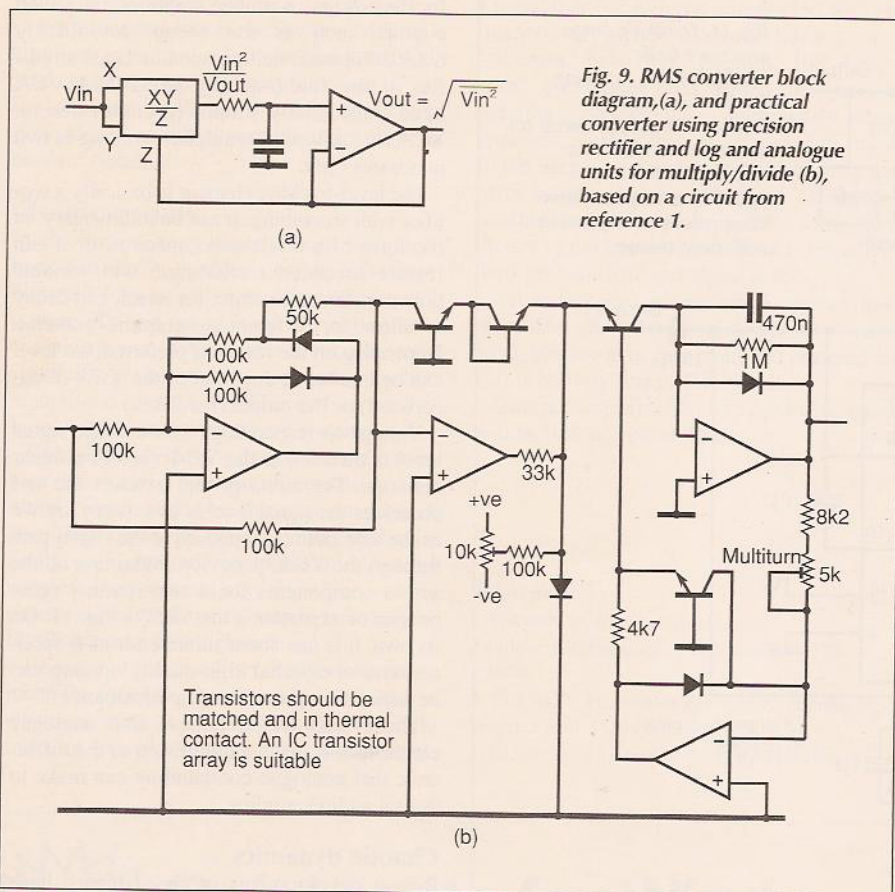 Fig. 9. RMS converter block
diagram,(a), and practical
converter using precision
rectifier and log and analogue
units for multiply/divide (b),
based on a circuit from
reference 1.
Vin
X
Y
XY
Z
Z
Vin²
Vout
+
−
Vout = √Vin²
(a)
50k
100k
100k
100k
−
+
100k
−
+
33k
+ve
10k
100k
-ve
470n
1M
−
+
8k2
Multiturn
5k
4k7
−
+
Transistors should be
matched and in thermal
contact. An IC transistor
array is suitable
(b)